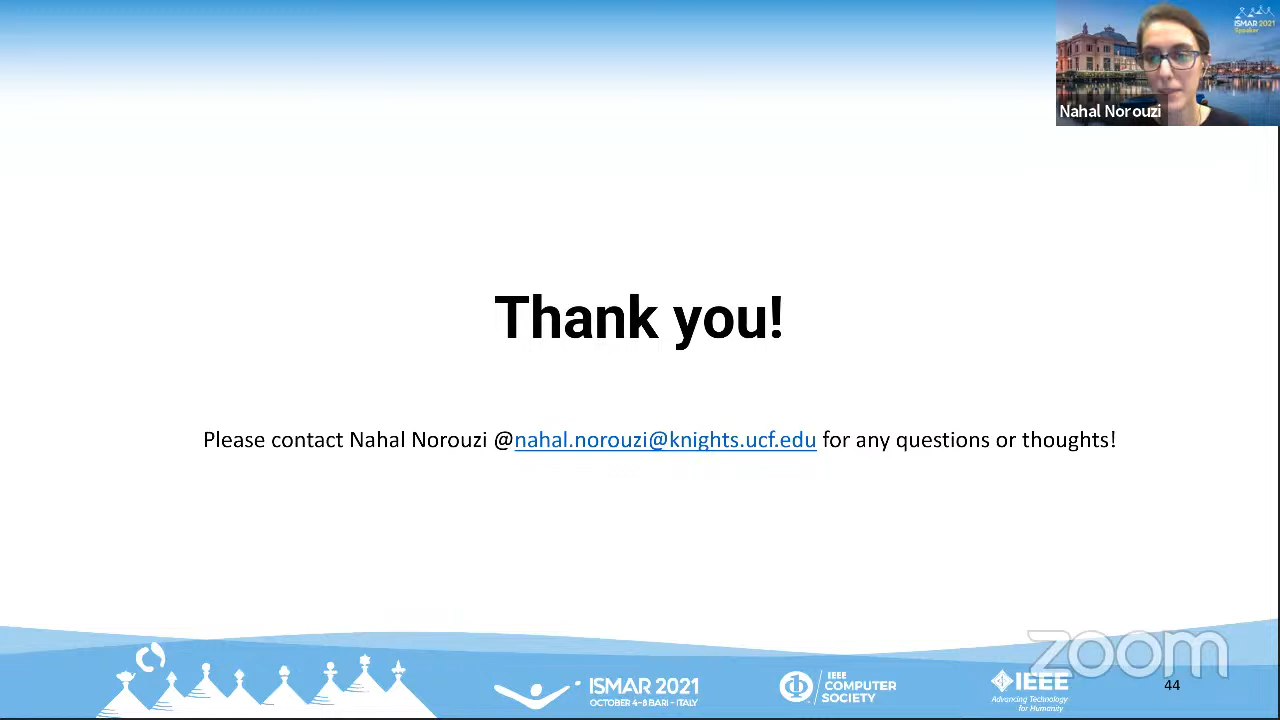 ISMAR 2021
Speaker
Nahal Norouzi
Thank you!
Please contact Nahal Norouzi @nahal.norouzi@knights.ucf.edu for any questions or thoughts!
zoom
ISMAR 2021
OCTOBER 4-8 BARI - ITALY
IEEE
COMPUTER
SOCIETY
IEEE
Advancing Technology
for Humanity
44